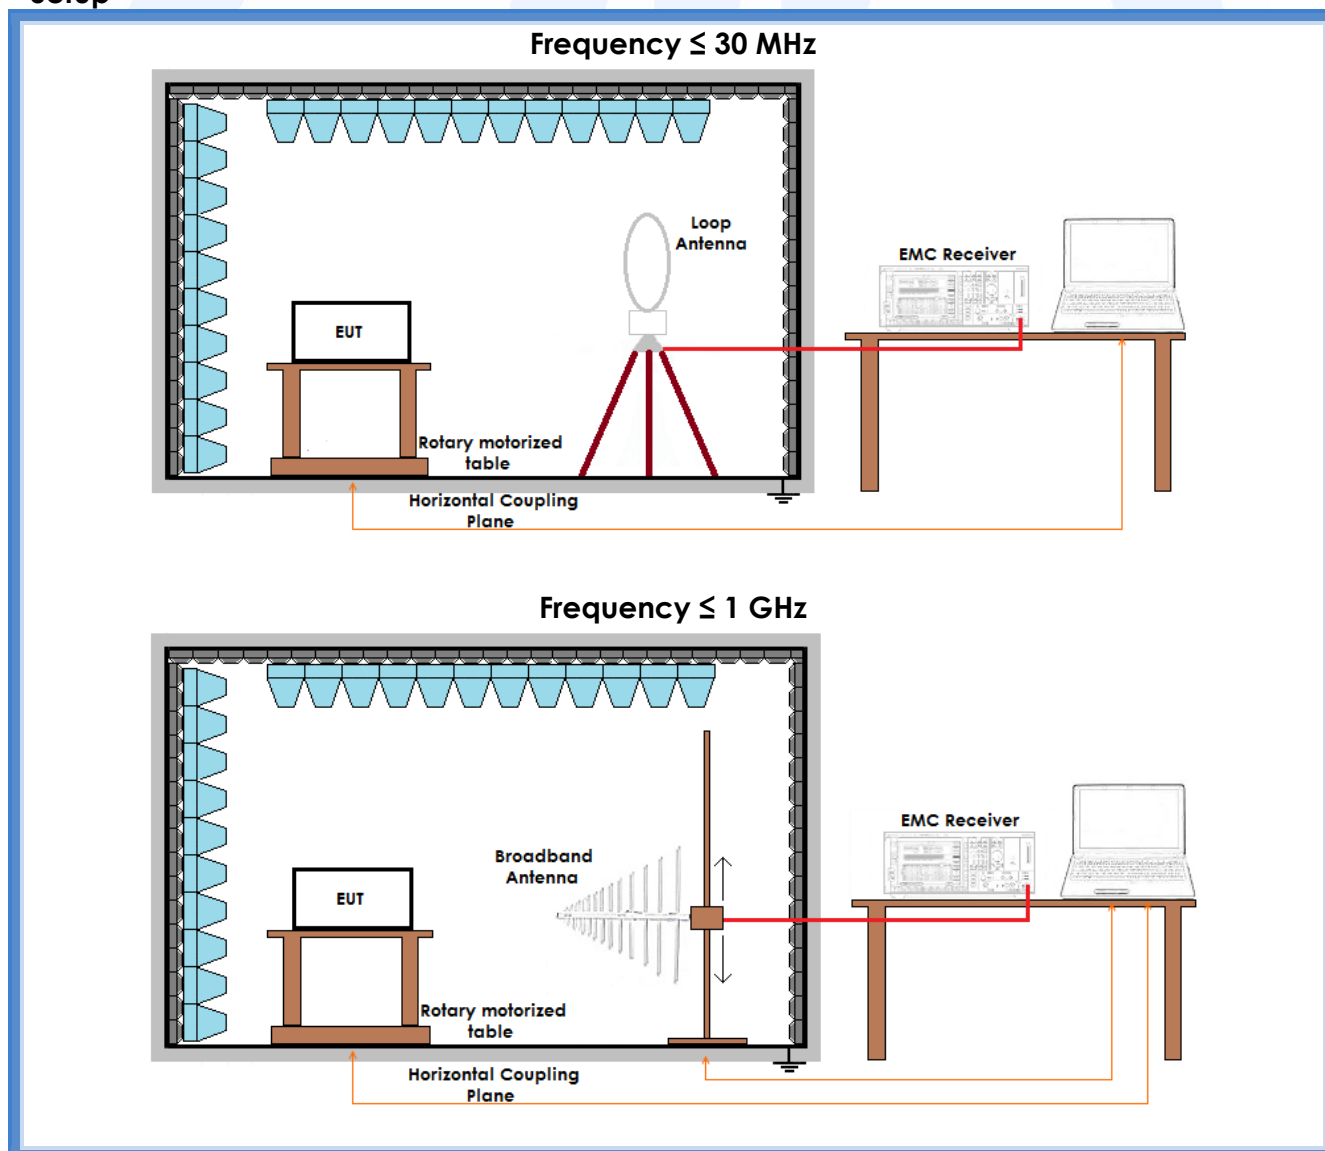 Setup
Frequency ≤ 30 MHz
Loop
Antenna
EMC Receiver
EUT
Rotary motorized
table
Horizontal Coupling
Plane
Frequency ≤ 1 GHz
Broadband
Antenna
EMC Receiver
EUT
Rotary motorized
table
Horizontal Coupling
Plane